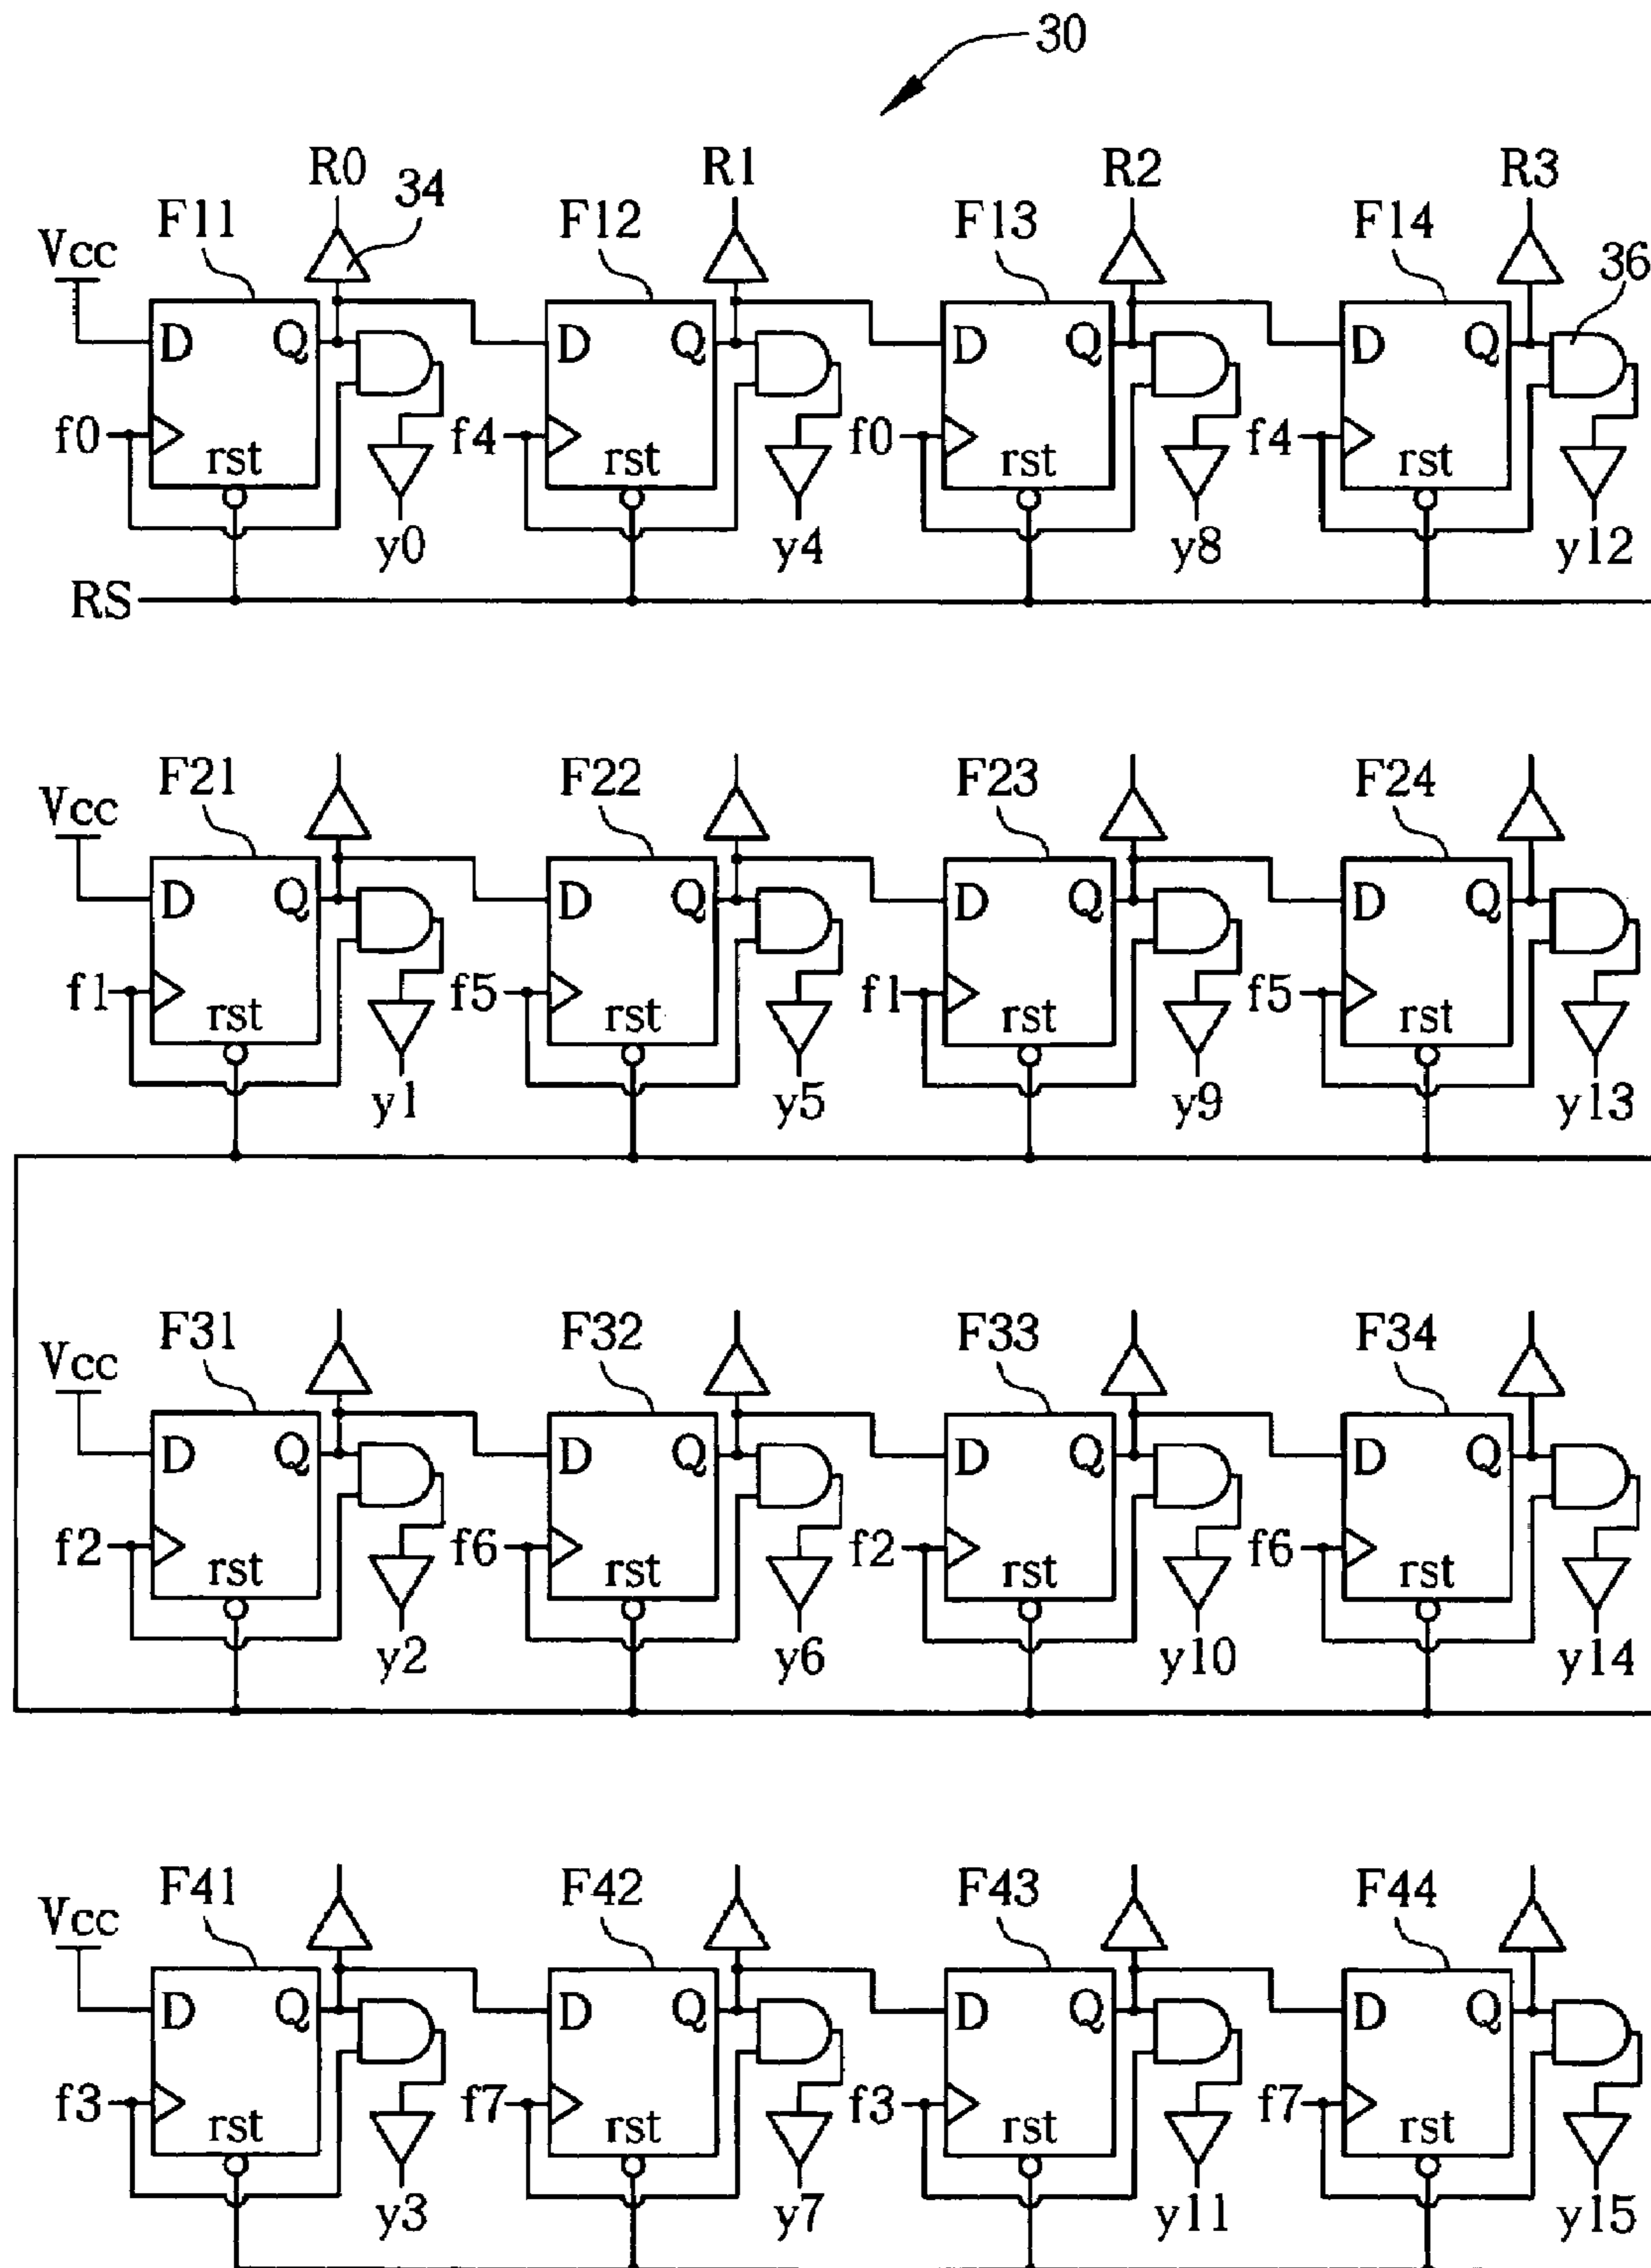 30
R0 34 R1 R2 R3
F11 F12 F13 F14
Vcc 36
D Q D Q D Q D Q
f0 rst f4 rst f0 rst f4 rst
y0 y4 y8 y12
RS
F21 F22 F23 F24
Vcc
D Q D Q D Q D Q
f1 rst f5 rst f1 rst f5 rst
y1 y5 y9 y13
F31 F32 F33 F34
Vcc
D Q D Q D Q D Q
f2 rst f6 rst f2 rst f6 rst
y2 y6 y10 y14
F41 F42 F43 F44
Vcc
D Q D Q D Q D Q
f3 rst f7 rst f3 rst f7 rst
y3 y7 y11 y15